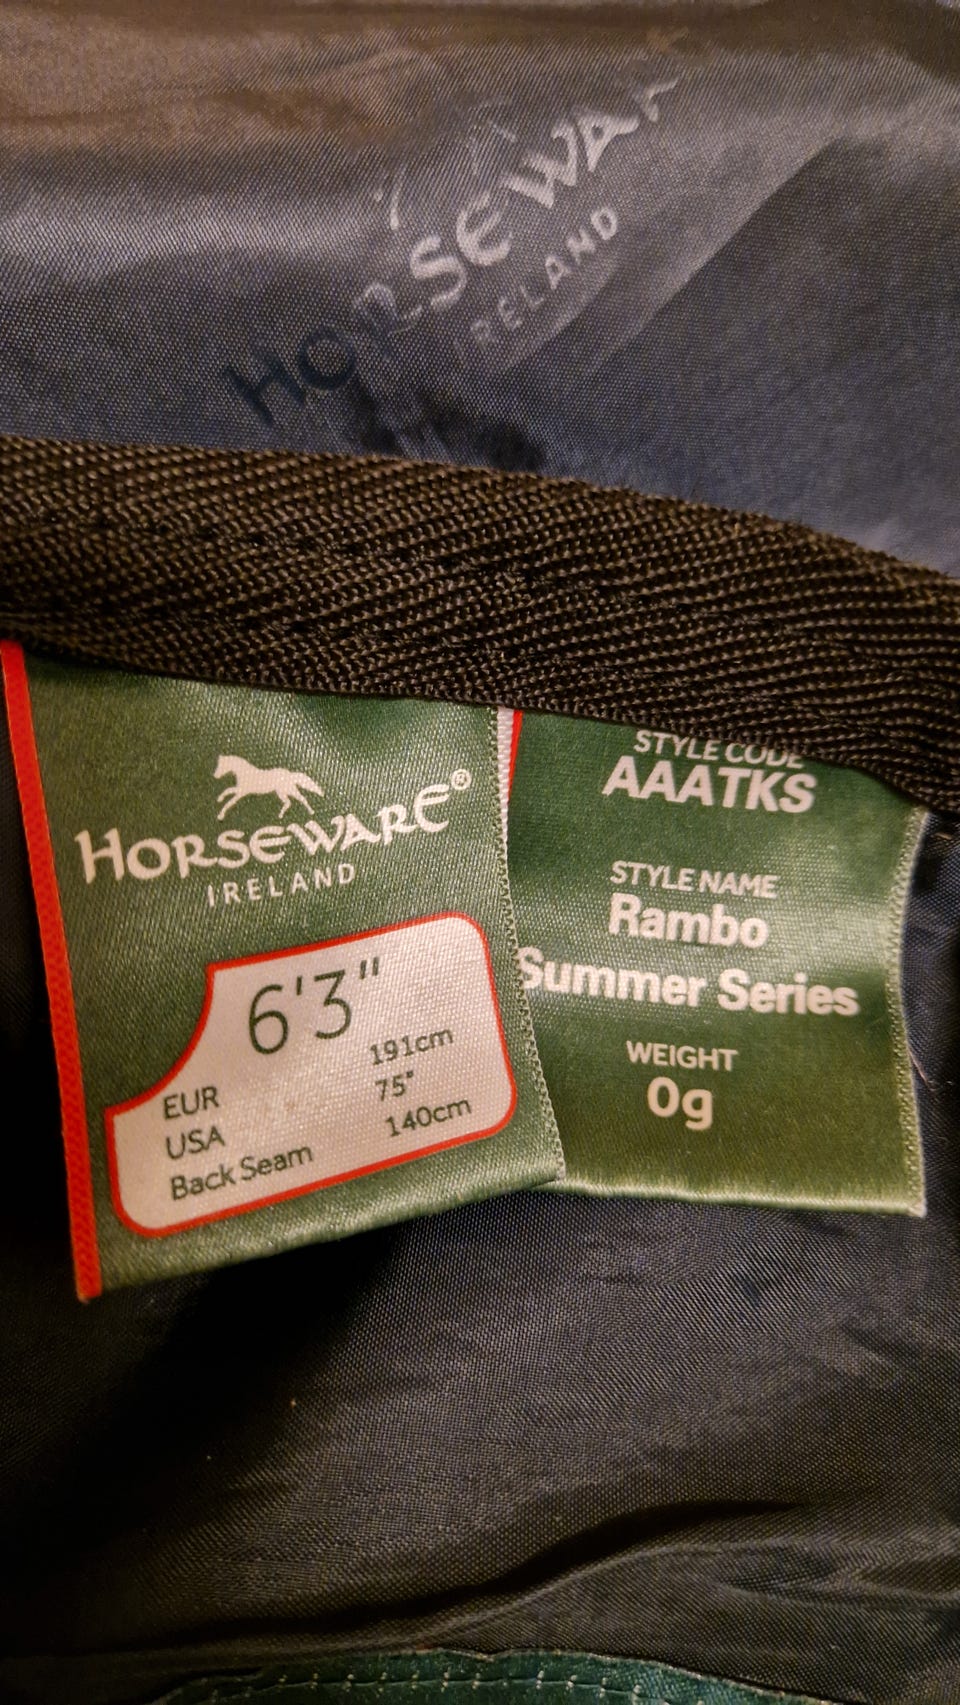 HORSEWAR
IRELAND
HORSEWARE®
IRELAND
6'3"
EUR 191cm
USA 75"
Back Seam 140cm
STYLE CODE
AAATKS
STYLE NAME
Rambo
Summer Series
WEIGHT
0g